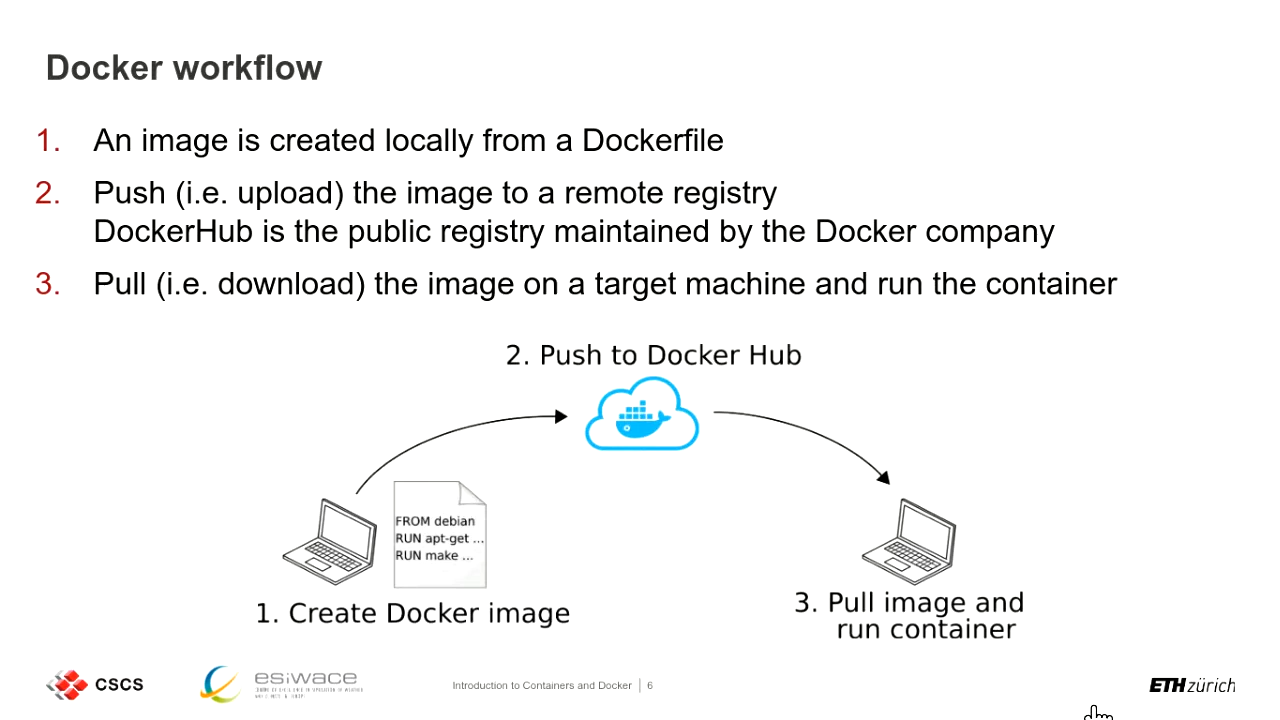 Docker workflow
1. An image is created locally from a Dockerfile
2. Push (i.e. upload) the image to a remote registry
DockerHub is the public registry maintained by the Docker company
3. Pull (i.e. download) the image on a target machine and run the container
2. Push to Docker Hub
FROM debian
RUN apt-get ...
RUN make ...
1. Create Docker image
3. Pull image and
run container
CSCS
esiwace
Introduction to Containers and Docker | 6
ETH zürich